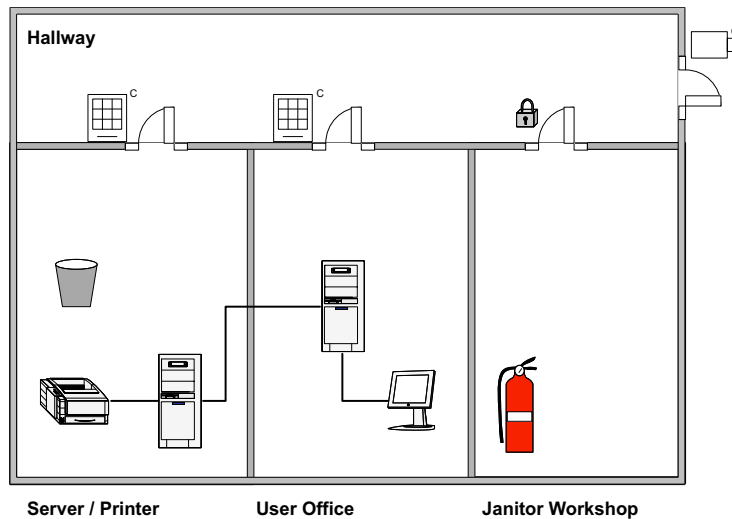 Hallway
C
C
Server / Printer
User Office
Janitor Workshop